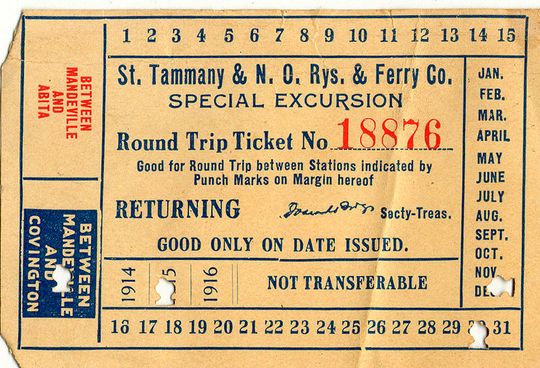 1 2 3 4 5 6 7 8 9 10 11 12 13 14 15
BETWEEN
MANDEVILLE
AND
ABITA
St. Tammany & N. O. Rys. & Ferry Co.
SPECIAL EXCURSION
Round Trip Ticket No 18876
Good for Round Trip between Stations indicated by
Punch Marks on Margin hereof
RETURNING Secty-Treas.
GOOD ONLY ON DATE ISSUED.
JAN.
FEB.
MAR.
APRIL
MAY
JUNE
JULY
AUG.
SEPT.
OCT.
NOV
DE
BETWEEN
MANDEVILLE
AND
COVINGTON
1914 5 1916 NOT TRANSFERABLE
16 17 18 19 20 21 22 23 24 25 26 27 28 29 31